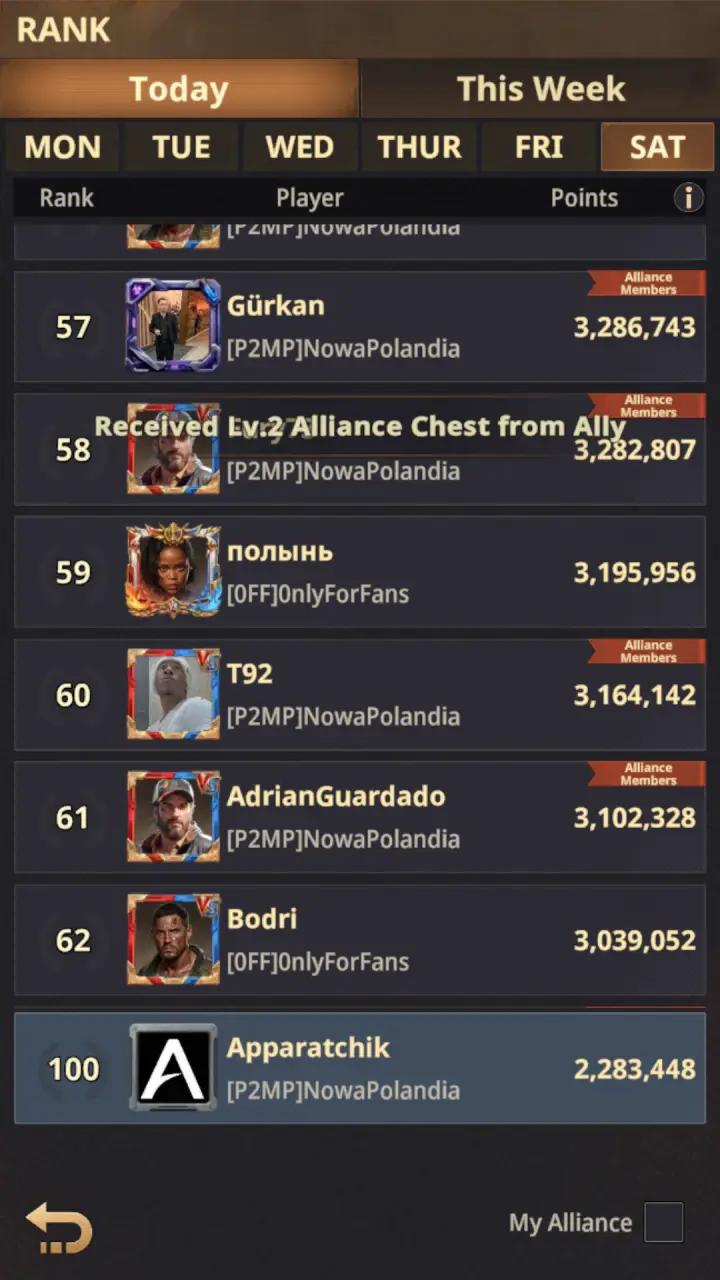 RANK
Today
This Week
MON
TUE
WED
THUR
FRI
SAT
Rank
Player
Points
[P2MP]NowaPolandia
57
Gürkan
[P2MP]NowaPolandia
Alliance
Members
3,286,743
Received Lv.2 Alliance Chest from Ally
58
[P2MP]NowaPolandia
Alliance
Members
3,282,807
59
полынь
[0FF]0nlyForFans
3,195,956
60
T92
[P2MP]NowaPolandia
Alliance
Members
3,164,142
61
AdrianGuardado
[P2MP]NowaPolandia
Alliance
Members
3,102,328
62
Bodri
[0FF]0nlyForFans
3,039,052
100
Apparatchik
[P2MP]NowaPolandia
2,283,448
My Alliance